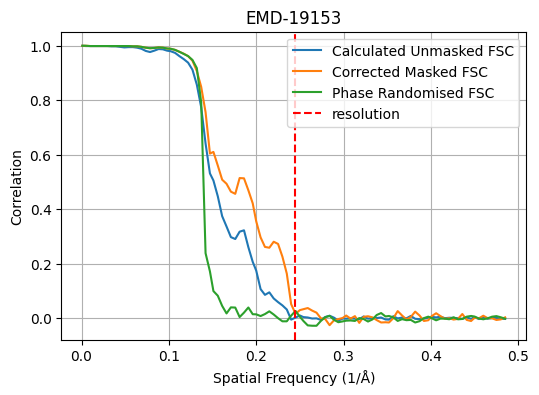 EMD-19153
Calculated Unmasked FSC
Corrected Masked FSC
Phase Randomised FSC
resolution
Correlation
1.0
0.8
0.6
0.4
0.2
0.0
0.0 0.1 0.2 0.3 0.4 0.5
Spatial Frequency (1/Å)